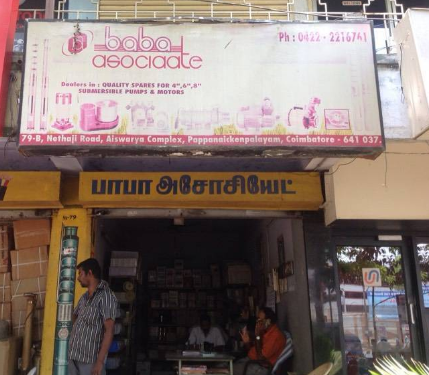 Ph : 0422 - 2216741
baba
asociaate
Dealers in : QUALITY SPARES FOR 4",6",8"
SUBMERSIBLE PUMPS & MOTORS
79-B, Nethaji Road, Aiswarya Complex, Pappanaickenpalayam, Coimbatore - 641 037.
பாபா அசோசியேட்